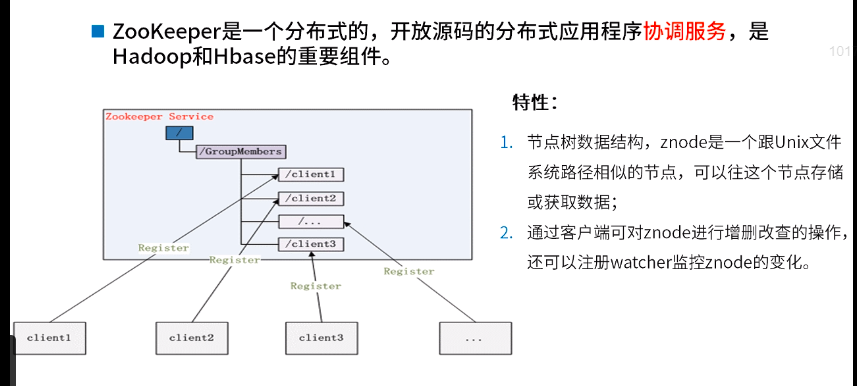 ZooKeeper是一个分布式的，开放源码的分布式应用程序协调服务，是
Hadoop和Hbase的重要组件。
101
Zookeeper Service
/
/GroupMembers
/client1
/client2
/...
/client3
Register
Register
Register
Register
client1
client2
client3
...
特性：
1. 节点树数据结构，znode是一个跟Unix文件
系统路径相似的节点，可以往这个节点存储
或获取数据；
2. 通过客户端可对znode进行增删改查的操作，
还可以注册watcher监控znode的变化。